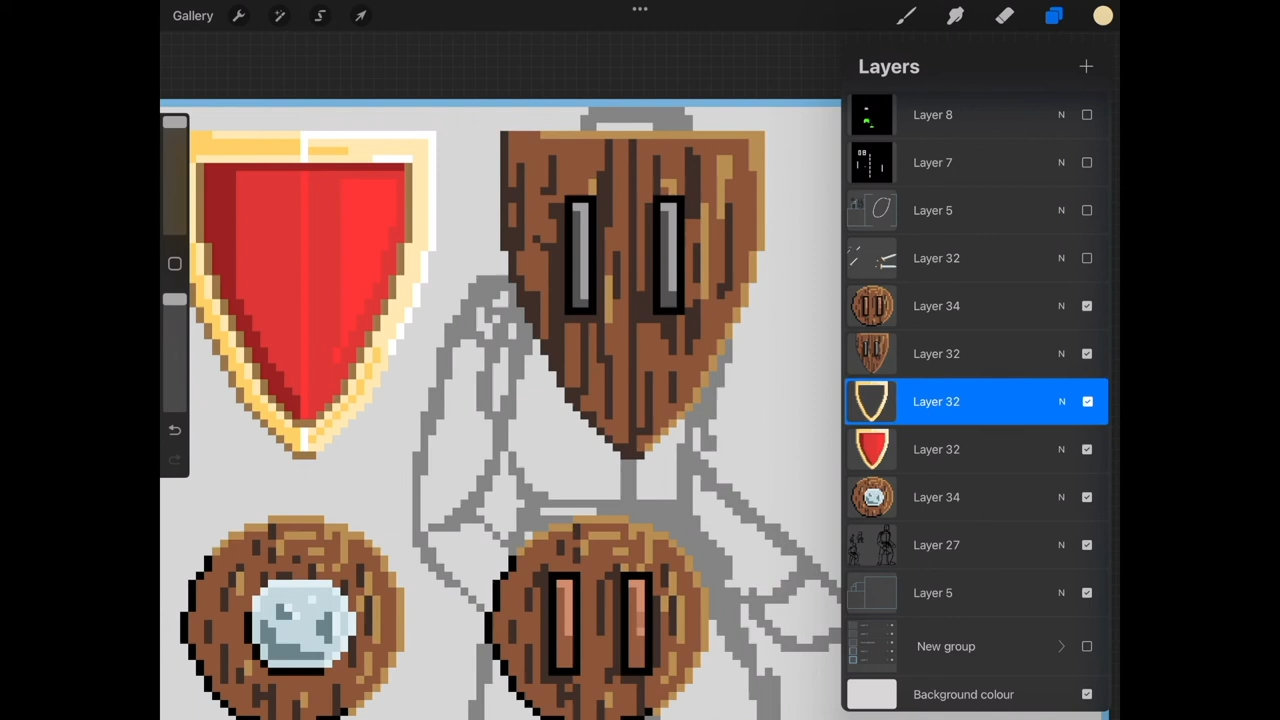 Gallery
Layers
Layer 8 N
Layer 7 N
Layer 5 N
Layer 32 N
Layer 34 N
Layer 32 N
Layer 32 N
Layer 32 N
Layer 34 N
Layer 27 N
Layer 5 N
New group
Background colour